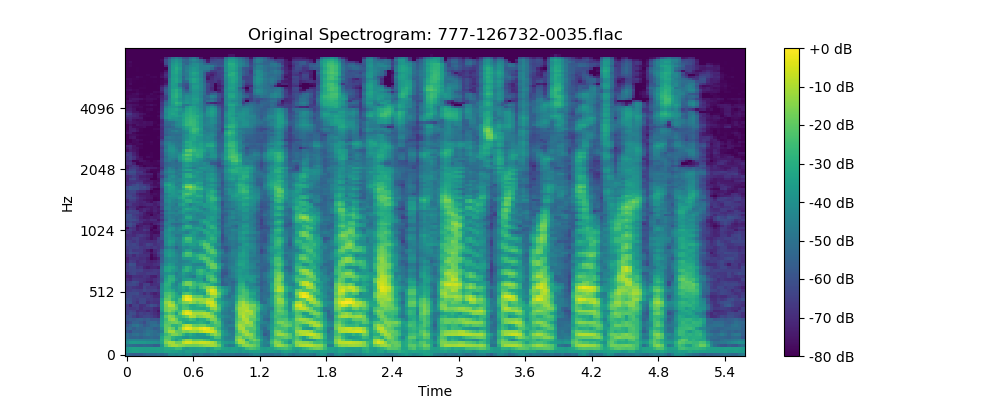 Original Spectrogram: 777-126732-0035.flac
Hz
4096
2048
1024
512
0
0 0.6 1.2 1.8 2.4 3 3.6 4.2 4.8 5.4
Time
+0 dB
-10 dB
-20 dB
-30 dB
-40 dB
-50 dB
-60 dB
-70 dB
-80 dB